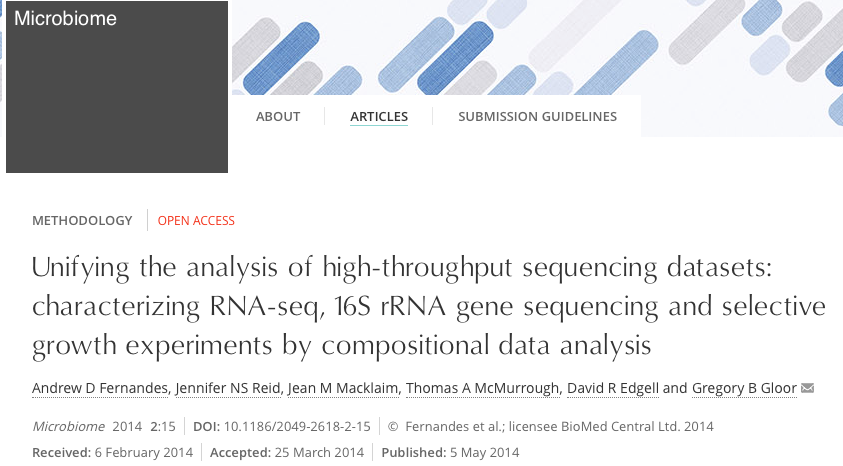 Microbiome
ABOUT ARTICLES SUBMISSION GUIDELINES
METHODOLOGY OPEN ACCESS
Unifying the analysis of high-throughput sequencing datasets:
characterizing RNA-seq, 16S rRNA gene sequencing and selective
growth experiments by compositional data analysis
Andrew D Fernandes, Jennifer NS Reid, Jean M Macklaim, Thomas A McMurrough, David R Edgell and Gregory B Gloor
Microbiome 2014 2:15 DOI: 10.1186/2049-2618-2-15 © Fernandes et al.; licensee BioMed Central Ltd. 2014
Received: 6 February 2014 Accepted: 25 March 2014 Published: 5 May 2014